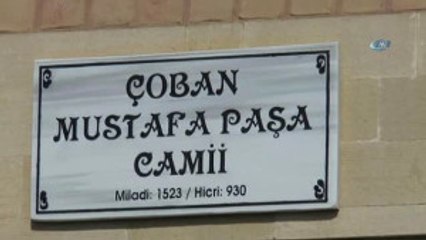 ÇOBAN
MUSTAFA PAŞA
CAMİİ
Miladi: 1523 / Hicri: 930